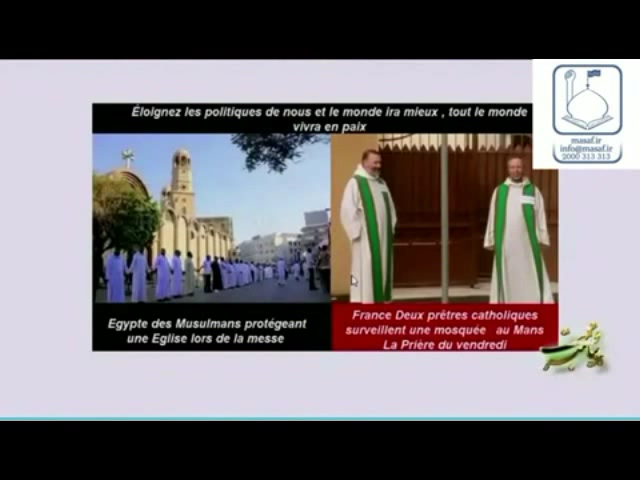 Éloignez les politiques de nous et le monde ira mieux , tout le monde
vivra en paix
masaf.ir
info@masaf.ir
3000 313 313
Egypte des Musulmans protégeant
une Eglise lors de la messe
France Deux prêtres catholiques
surveillent une mosquée au Mans
La Prière du vendredi